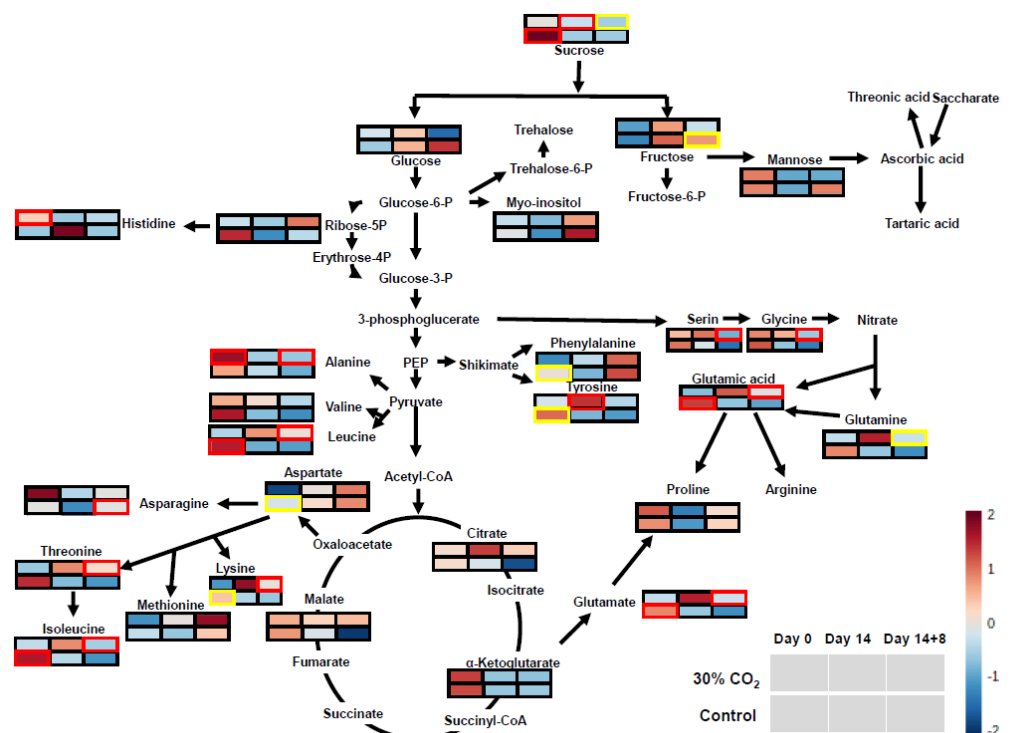 Sucrose
Threonic acid Saccharate
Trehalose
Glucose
Fructose
Mannose
Ascorbic acid
Trehalose-6-P
Fructose-6-P
Glucose-6-P
Myo-inositol
Histidine
Ribose-5P
Tartaric acid
Erythrose-4P
Glucose-3-P
3-phosphoglucerate
Serin
Glycine
Nitrate
Phenylalanine
Alanine
PEP
Shikimate
Glutamic acid
Tyrosine
Valine
Pyruvate
Leucine
Glutamine
Aspartate
Acetyl-CoA
Asparagine
Proline
Arginine
Oxaloacetate
Citrate
Threonine
Lysine
Isocitrate
Methionine
Malate
Glutamate
Isoleucine
Fumarate
α-Ketoglutarate
Succinate
Succinyl-CoA
2
1
0
-1
-2
Day 0 Day 14 Day 14+8
30% CO₂
Control